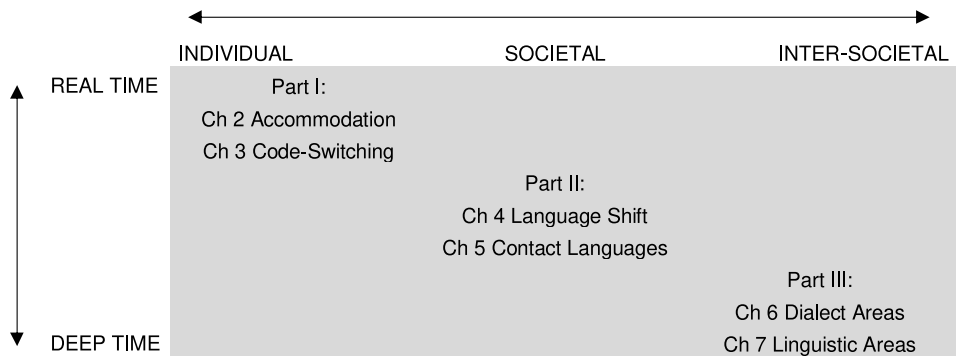 INDIVIDUAL SOCIETAL INTER-SOCIETAL
REAL TIME Part I:
Ch 2 Accommodation
Ch 3 Code-Switching
Part II:
Ch 4 Language Shift
Ch 5 Contact Languages
Part III:
Ch 6 Dialect Areas
DEEP TIME Ch 7 Linguistic Areas